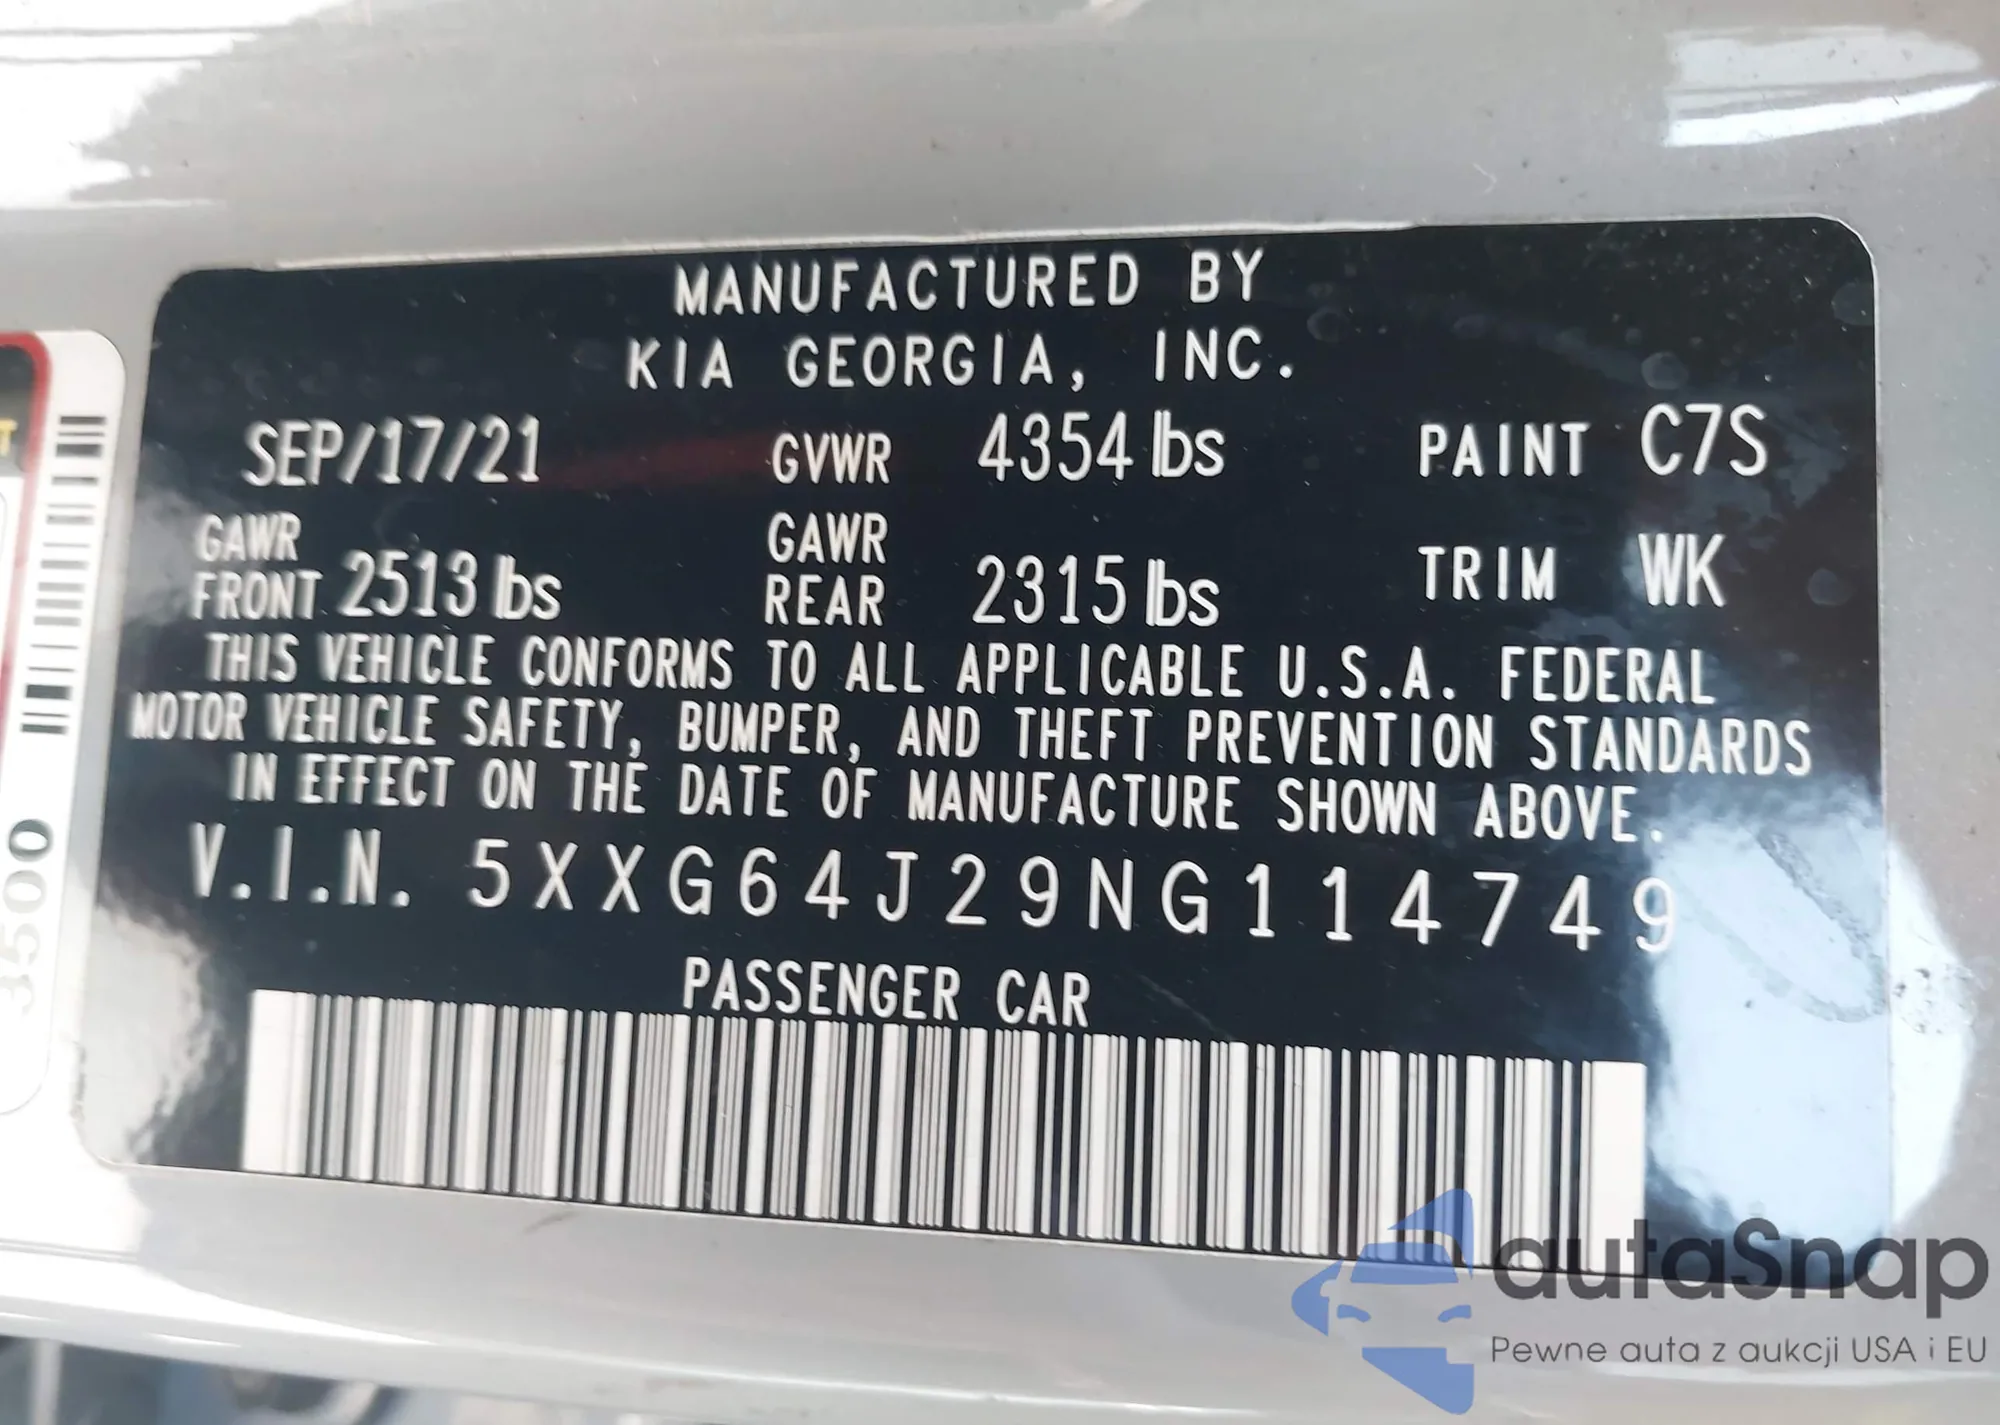 MANUFACTURED BY
KIA GEORGIA, INC.
SEP/17/21 GVWR 4354 lbs PAINT C7S
GAWR FRONT 2513 lbs GAWR REAR 2315 lbs TRIM WK
THIS VEHICLE CONFORMS TO ALL APPLICABLE U.S.A. FEDERAL
MOTOR VEHICLE SAFETY, BUMPER, AND THEFT PREVENTION STANDARDS
IN EFFECT ON THE DATE OF MANUFACTURE SHOWN ABOVE.
V.I.N. 5XXG64J29NG114749
PASSENGER CAR
3500
T
autaSnap
Pewne auta z aukcji USA i EU